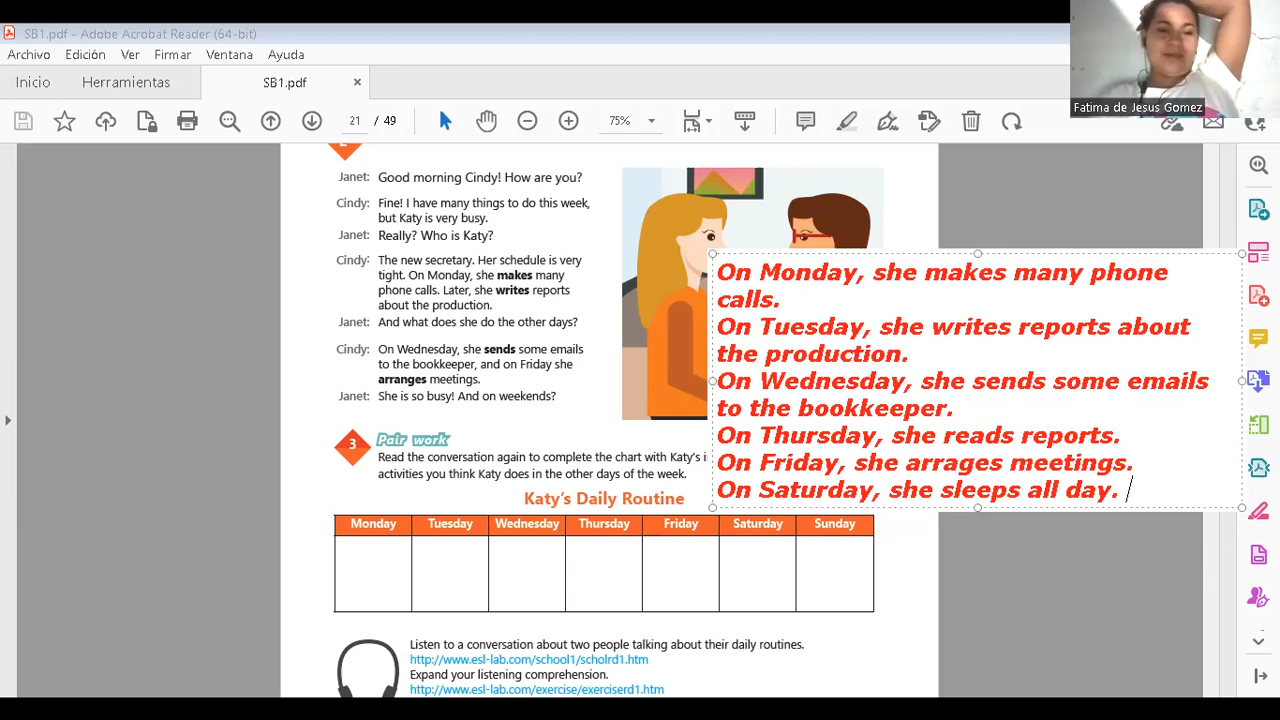 SB1.pdf - Adobe Acrobat Reader (64-bit)
Archivo Edición Ver Firmar Ventana Ayuda
Inicio Herramientas SB1.pdf ×
21 / 49 75%
Fatima de Jesus Gomez
Janet: Good morning Cindy! How are you?
Cindy: Fine! I have many things to do this week,
but Katy is very busy.
Janet: Really? Who is Katy?
Cindy: The new secretary. Her schedule is very
tight. On Monday, she makes many
phone calls. Later, she writes reports
about the production.
Janet: And what does she do the other days?
Cindy: On Wednesday, she sends some emails
to the bookkeeper, and on Friday she
arranges meetings.
Janet: She is so busy! And on weekends?
On Monday, she makes many phone
calls.
On Tuesday, she writes reports about
the production.
On Wednesday, she sends some emails
to the bookkeeper.
On Thursday, she reads reports.
On Friday, she arrages meetings.
On Saturday, she sleeps all day.
3 Pair work
Read the conversation again to complete the chart with Katy's
activities you think Katy does in the other days of the week.
Katy's Daily Routine
Monday Tuesday Wednesday Thursday Friday Saturday Sunday
Listen to a conversation about two people talking about their daily routines.
http://www.esl-lab.com/school1/scholrd1.htm
Expand your listening comprehension.
http://www.esl-lab.com/exercise/exerciserd1.htm